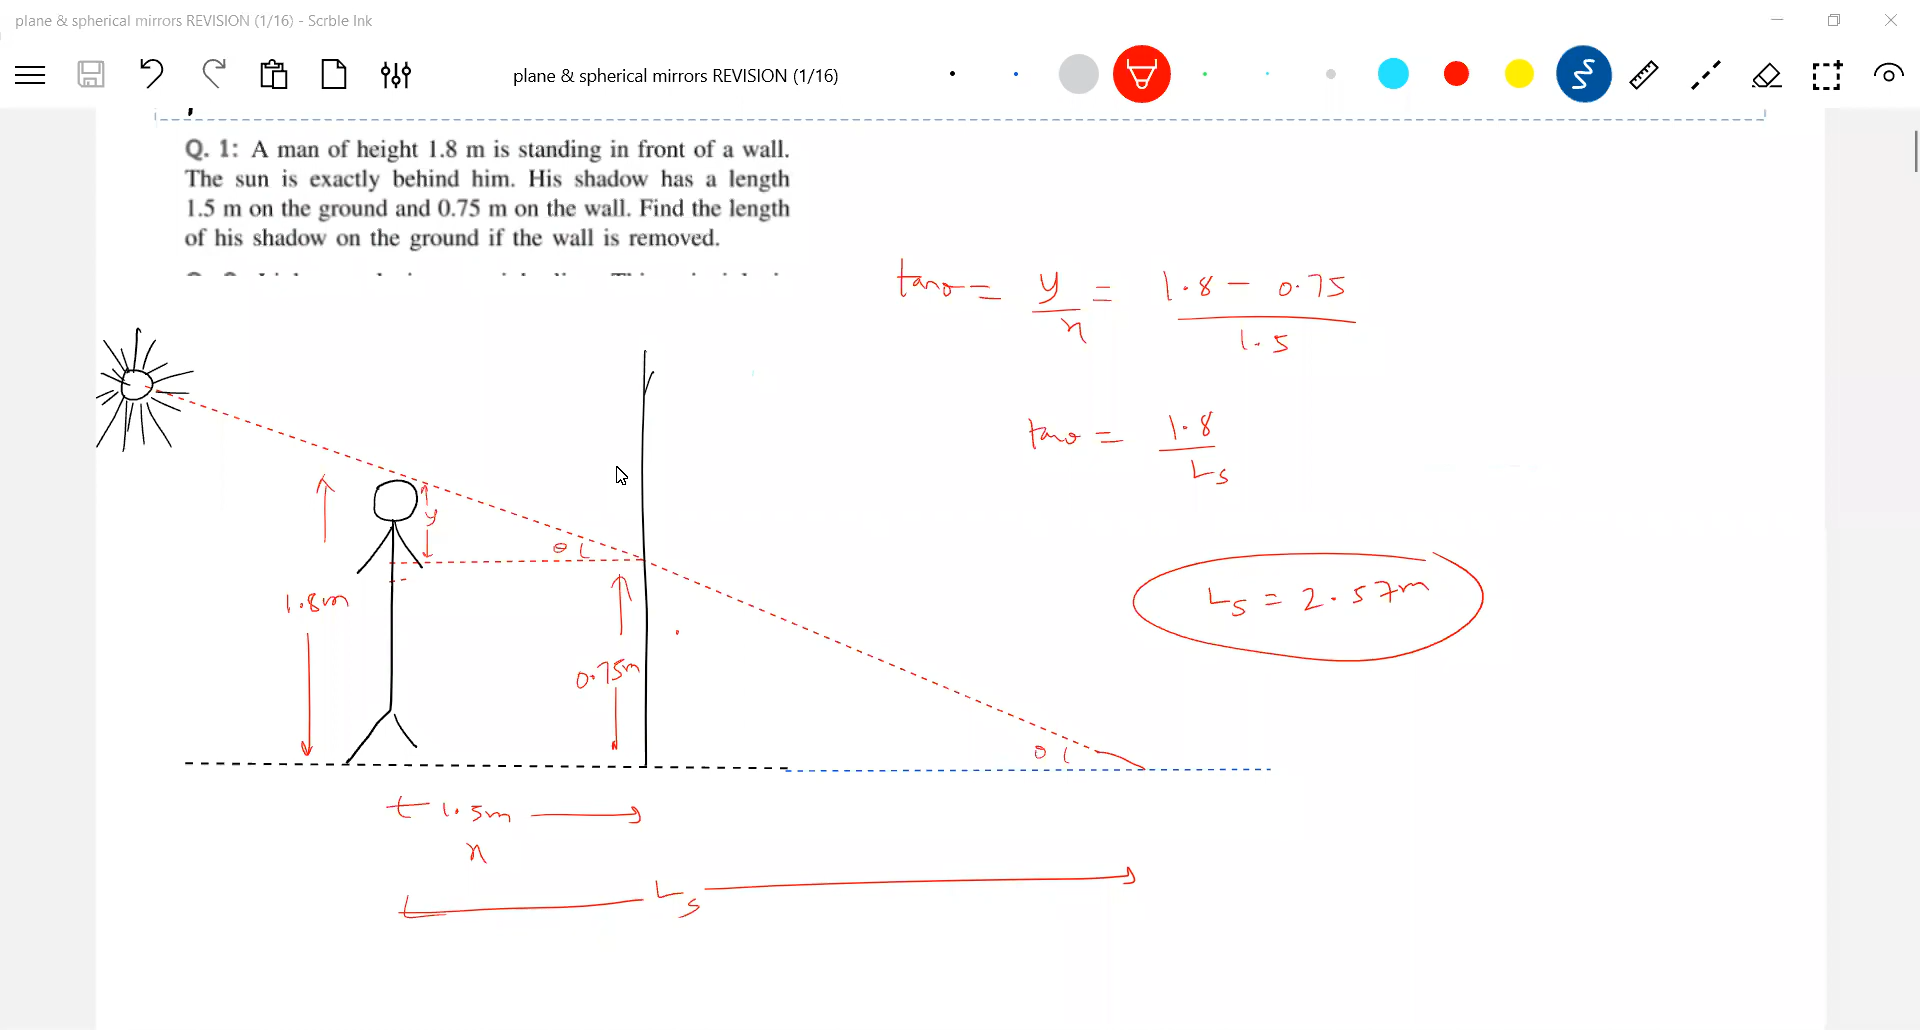 plane & spherical mirrors REVISION (1/16) - Scrble Ink
plane & spherical mirrors REVISION (1/16)
Q. 1: A man of height 1.8 m is standing in front of a wall.
The sun is exactly behind him. His shadow has a length
1.5 m on the ground and 0.75 m on the wall. Find the length
of his shadow on the ground if the wall is removed.
tanθ = y/x = 1.8 - 0.75 / 1.5
tanθ = 1.8 / Ls
Ls = 2.57m
y
θ
1.8m
0.75m
θ
1.5m
x
Ls